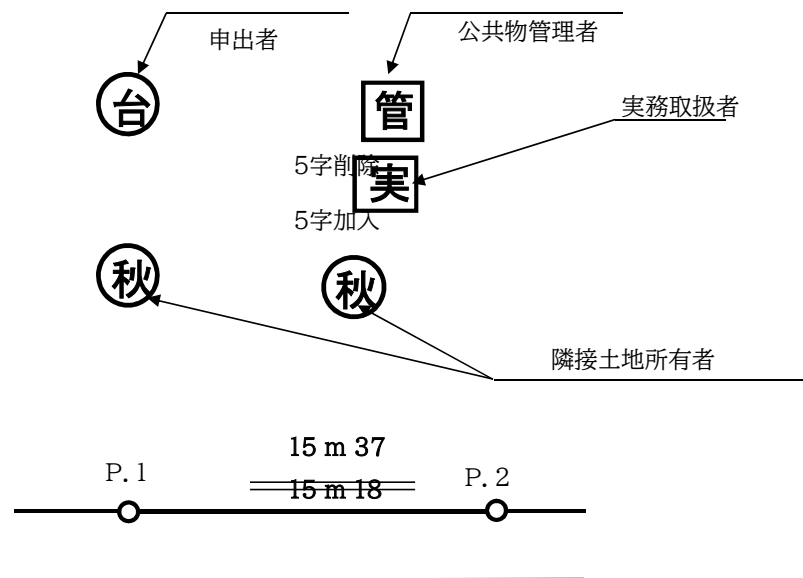 申出者
公共物管理者
台
管
実務取扱者
5字削除
実
5字加入
秋
秋
隣接土地所有者
15 m 37
P. 1
P. 2
15 m 18